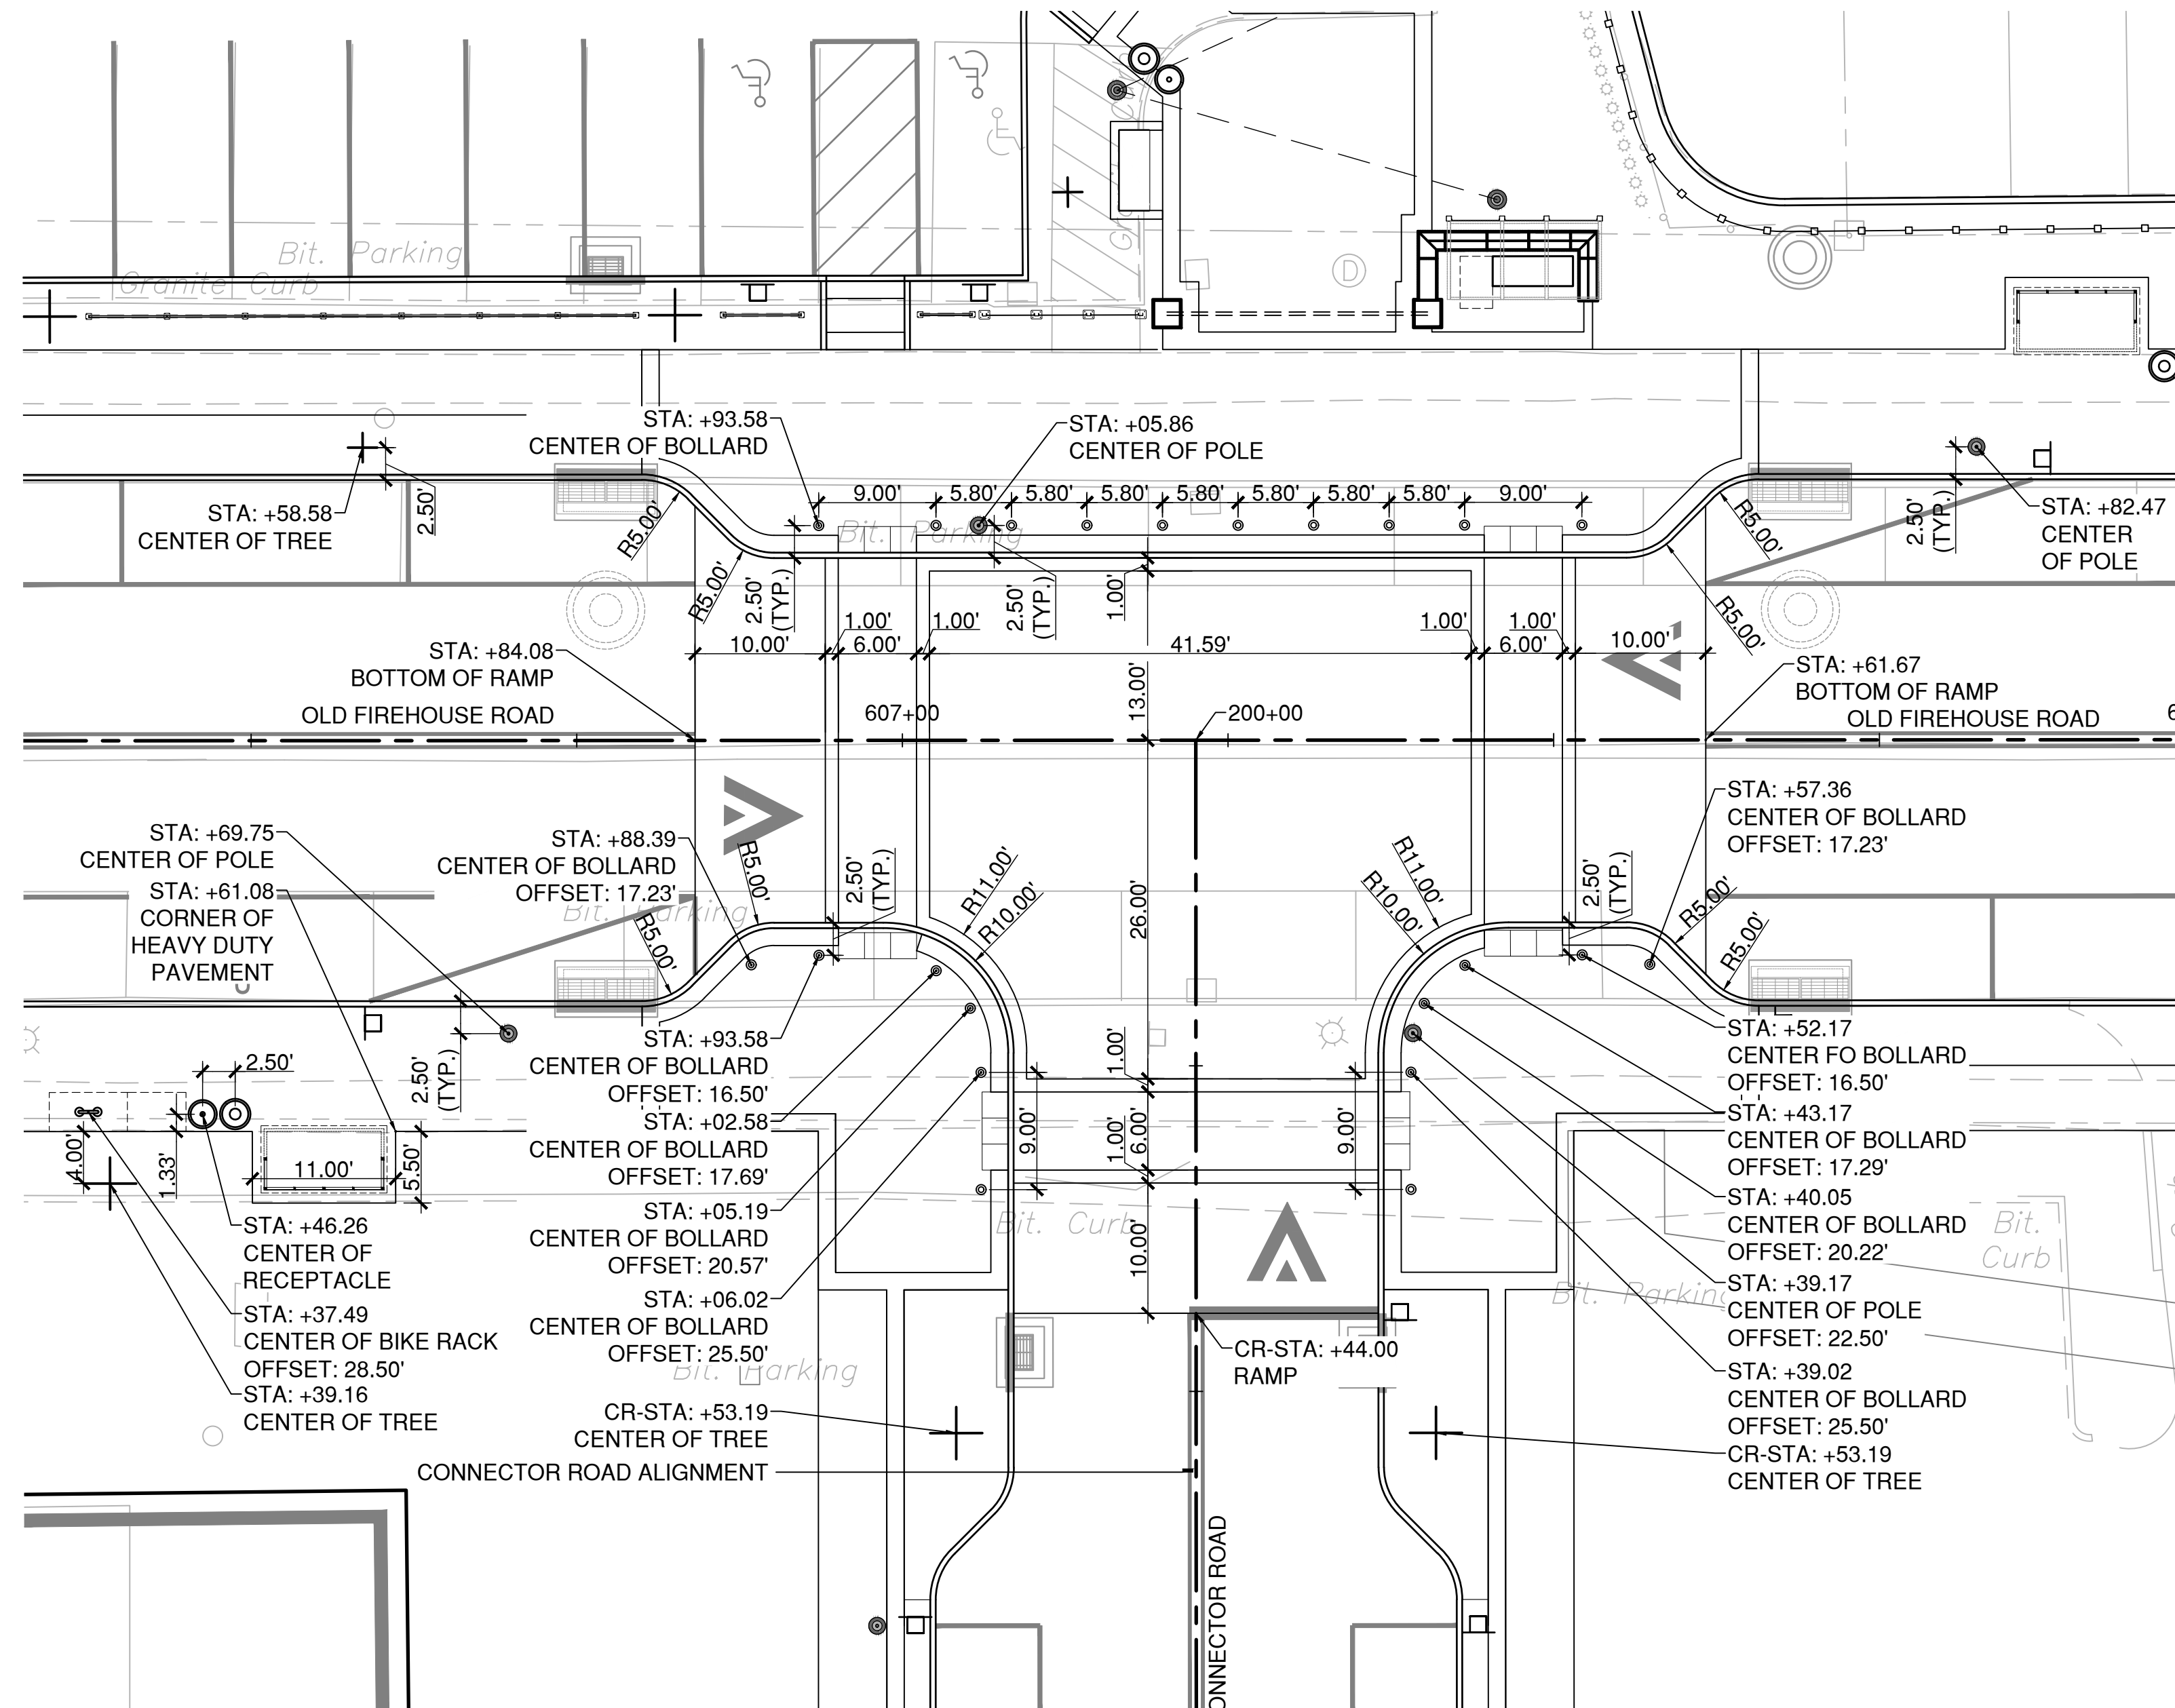 Bit. Parking
Granite Curb
D
STA: +93.58
CENTER OF BOLLARD
STA: +05.86
CENTER OF POLE
9.00'
5.80'
5.80'
5.80'
5.80'
5.80'
5.80'
5.80'
9.00'
STA: +58.58
CENTER OF TREE
2.50'
R5.00'
R5.00'
Bit. Parking
2.50'
(TYP.)
2.50'
(TYP.)
1.00'
R5.00'
R5.00'
2.50'
(TYP.)
STA: +82.47
CENTER
OF POLE
1.00'
1.00'
1.00'
1.00'
10.00'
6.00'
41.59'
6.00'
10.00'
STA: +84.08
BOTTOM OF RAMP
OLD FIREHOUSE ROAD
13.00'
607+00
200+00
STA: +61.67
BOTTOM OF RAMP
OLD FIREHOUSE ROAD
6
STA: +69.75
CENTER OF POLE
STA: +61.08
CORNER OF
HEAVY DUTY
PAVEMENT
STA: +88.39
CENTER OF BOLLARD
OFFSET: 17.23'
Bit. Parking
R5.00'
R5.00'
2.50'
(TYP.)
R11.00'
R10.00'
26.00'
R11.00'
R10.00'
2.50'
(TYP.)
R5.00'
R5.00'
STA: +57.36
CENTER OF BOLLARD
OFFSET: 17.23'
2.50'
2.50'
(TYP.)
4.00'
1.33'
11.00'
5.50'
STA: +93.58
CENTER OF BOLLARD
OFFSET: 16.50'
STA: +02.58
CENTER OF BOLLARD
OFFSET: 17.69'
STA: +05.19
CENTER OF BOLLARD
OFFSET: 20.57'
STA: +06.02
CENTER OF BOLLARD
OFFSET: 25.50'
9.00'
1.00'
1.00'
6.00'
10.00'
9.00'
STA: +52.17
CENTER FO BOLLARD
OFFSET: 16.50'
STA: +43.17
CENTER OF BOLLARD
OFFSET: 17.29'
STA: +40.05
CENTER OF BOLLARD
OFFSET: 20.22'
STA: +39.17
CENTER OF POLE
OFFSET: 22.50'
STA: +39.02
CENTER OF BOLLARD
OFFSET: 25.50'
CR-STA: +53.19
CENTER OF TREE
STA: +46.26
CENTER OF
RECEPTACLE
STA: +37.49
CENTER OF BIKE RACK
OFFSET: 28.50'
STA: +39.16
CENTER OF TREE
Bit. Curb
Bit. Parking
Bit.
Curb
Bit. Parking
CR-STA: +44.00
RAMP
CR-STA: +53.19
CENTER OF TREE
CONNECTOR ROAD ALIGNMENT
ONNECTOR ROAD